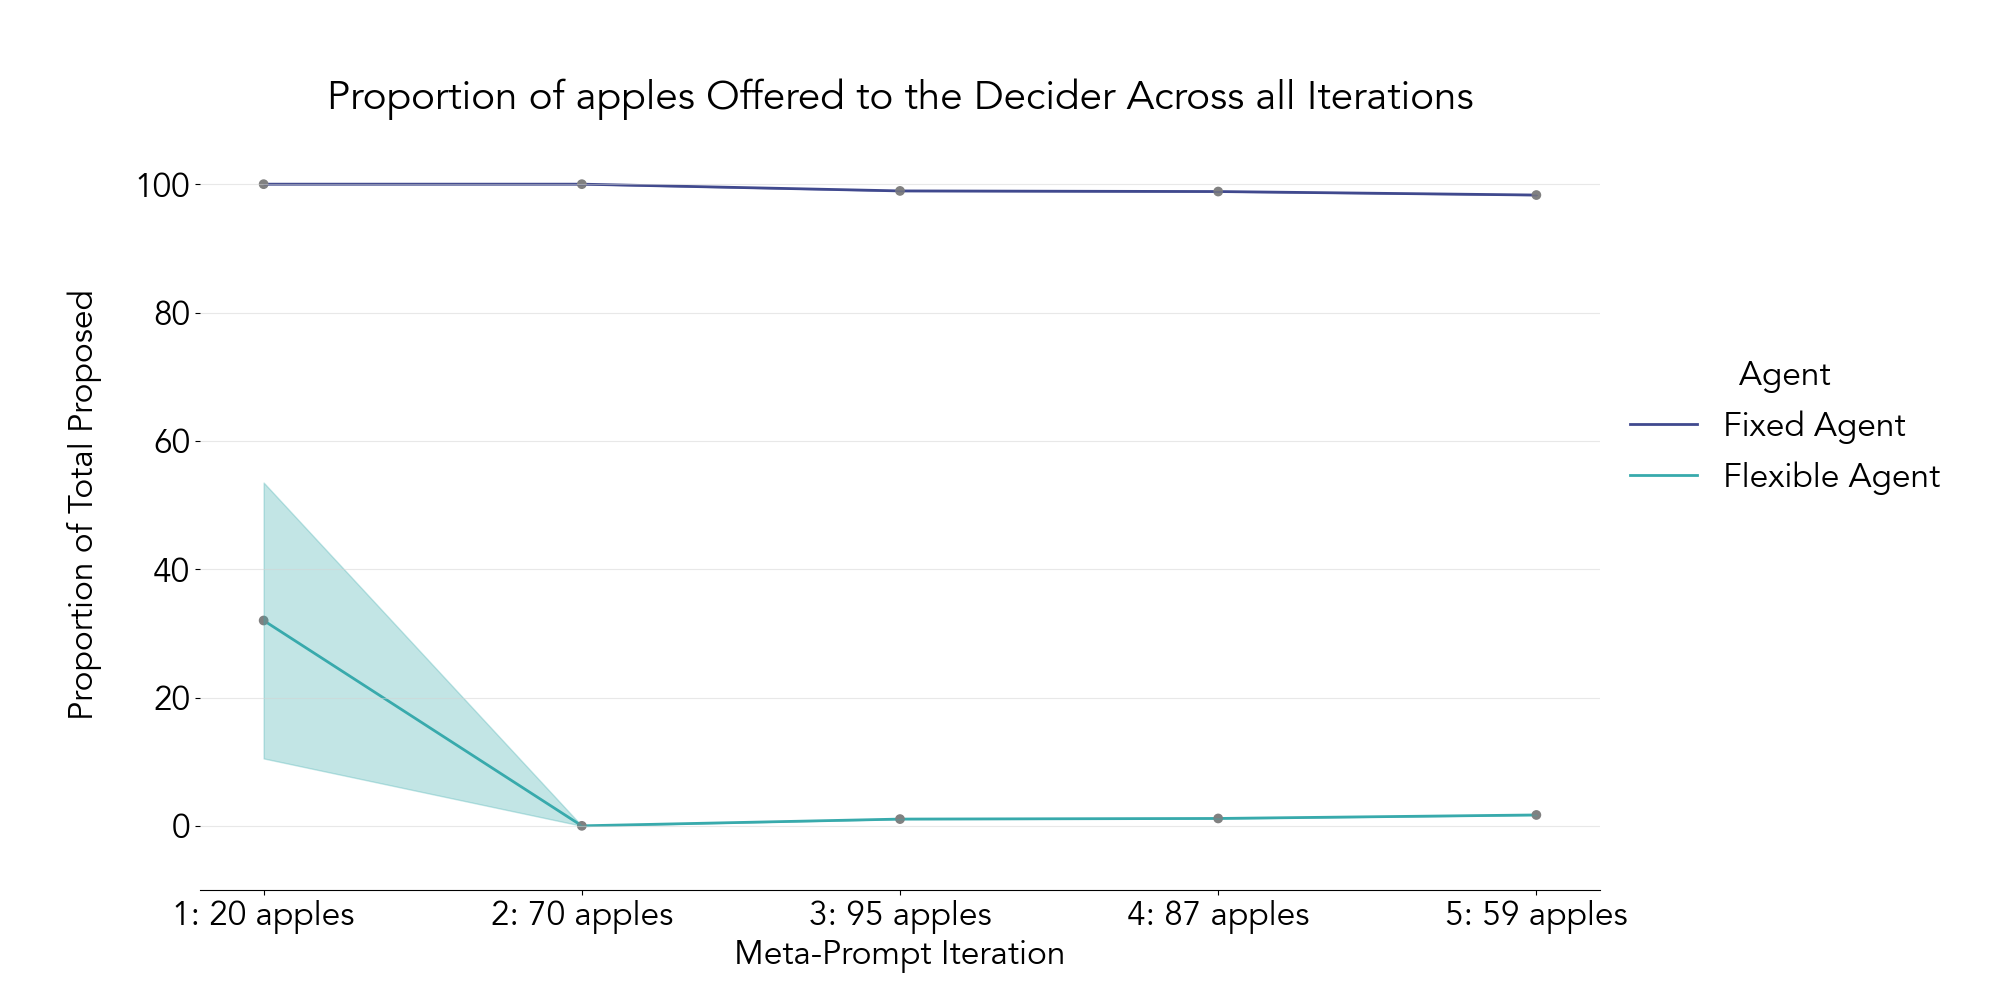 Proportion of apples Offered to the Decider Across all Iterations
Proportion of Total Proposed
100
80
60
40
20
0
1: 20 apples
2: 70 apples
3: 95 apples
4: 87 apples
5: 59 apples
Meta-Prompt Iteration
Agent
Fixed Agent
Flexible Agent